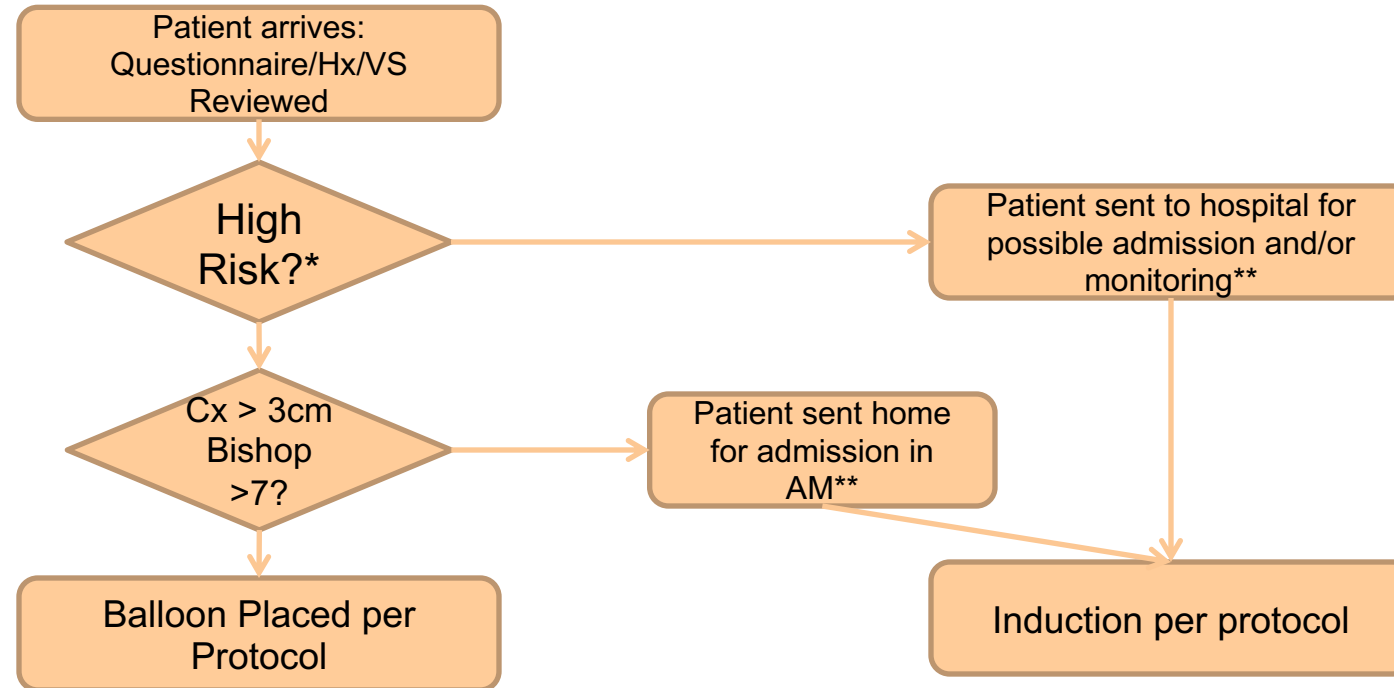 Patient arrives:
Questionnaire/Hx/VS
Reviewed
High
Risk?*
Patient sent to hospital for
possible admission and/or
monitoring**
Cx > 3cm
Bishop
>7?
Patient sent home
for admission in
AM**
Balloon Placed per
Protocol
Induction per protocol